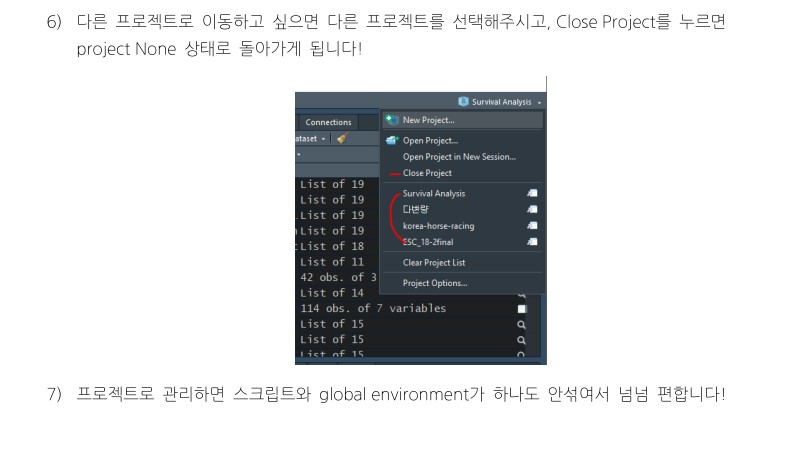 6) 다른 프로젝트로 이동하고 싶으면 다른 프로젝트를 선택해주시고, Close Project를 누르면
project None 상태로 돌아가게 됩니다!
Survival Analysis
Connections
New Project...
ataset
Open Project...
Open Project in New Session...
Close Project
List of 19
Survival Analysis
List of 19
다변량
List of 19
korea-horse-racing
List of 19
ESC_18-2final
List of 18
List of 11
Clear Project List
42 obs. of 3
Project Options...
List of 14
114 obs. of 7 variables
List of 15
List of 15
List of 15
7) 프로젝트로 관리하면 스크립트와 global environment가 하나도 안섞여서 넘넘 편합니다!